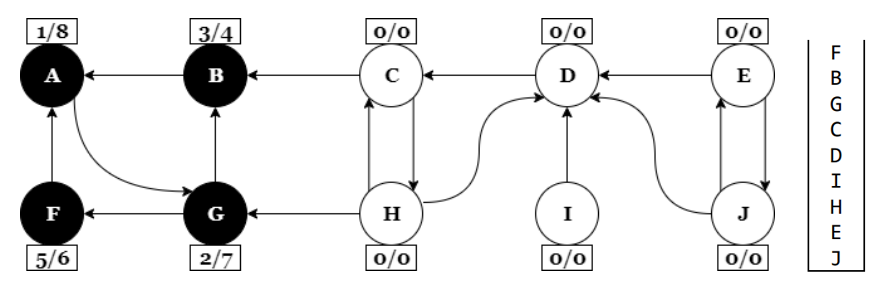 1/8 3/4 0/0 0/0 0/0
A B C D E
F G H I J
5/6 2/7 0/0 0/0 0/0
F
B
G
C
D
I
H
E
J